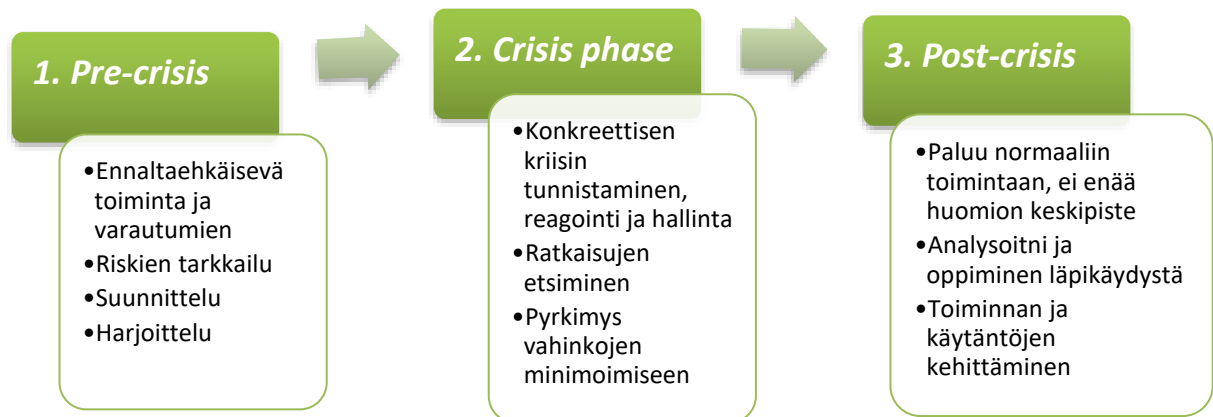 1. Pre-crisis
•Ennaltaehkäisevä
toiminta ja
varautumien
•Riskien tarkkailu
•Suunnittelu
•Harjoittelu
2. Crisis phase
•Konkreettisen
kriisin
tunnistaminen,
reagointi ja hallinta
•Ratkaisujen
etsiminen
•Pyrkimys
vahinkojen
minimoimiseen
3. Post-crisis
•Paluu normaaliin
toimintaan, ei enää
huomion keskipiste
•Analysoitni ja
oppiminen läpikäydystä
•Toiminnan ja
käytäntöjen
kehittäminen